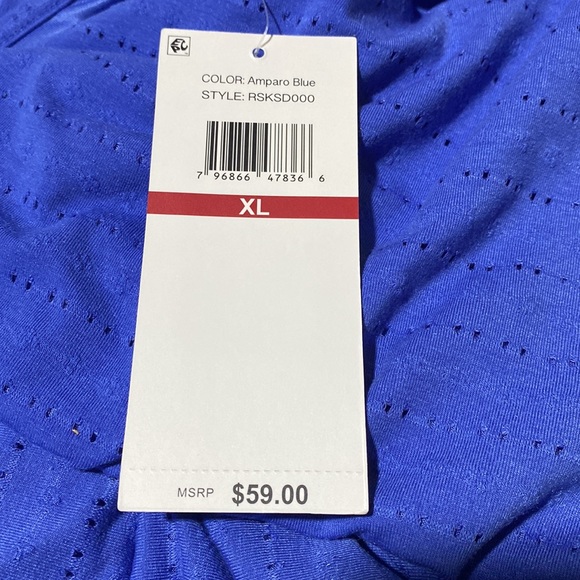 COLOR: Amparo Blue
STYLE: RSKSD000
7 96866 47836 6
XL
MSRP $59.00